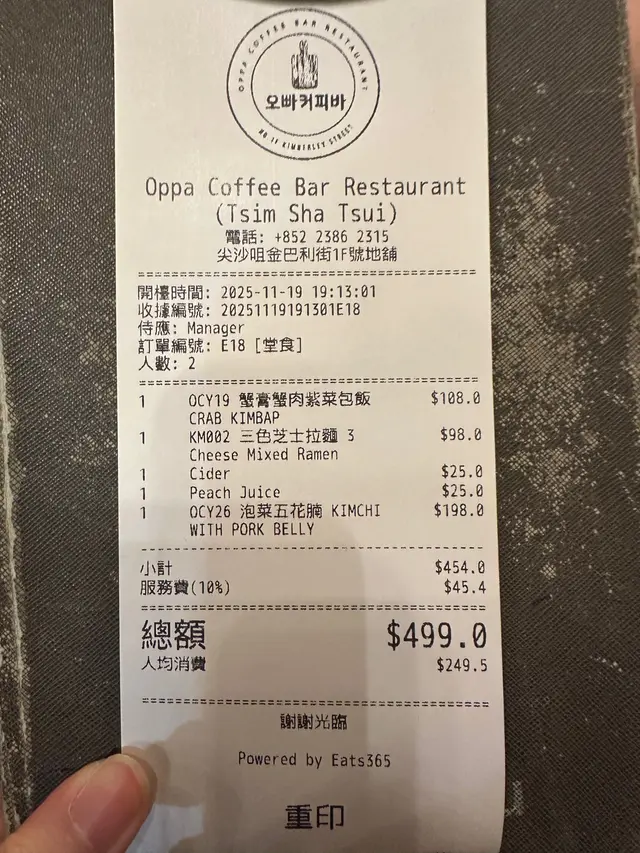 OPPA COFFEE BAR RESTAURANT
오빠커피바
NO.11 KIMBERLEY STREET
Oppa Coffee Bar Restaurant
(Tsim Sha Tsui)
電話: +852 2386 2315
尖沙咀金巴利街1F號地舖
開檯時間: 2025-11-19 19:13:01
收據編號: 20251119191301E18
侍應: Manager
訂單編號: E18 [堂食]
人數: 2
1 OCY19 蟹膏蟹肉紫菜包飯 $108.0
CRAB KIMBAP
1 KM002 三色芝士拉麵 3 $98.0
Cheese Mixed Ramen
1 Cider $25.0
1 Peach Juice $25.0
1 OCY26 泡菜五花腩 KIMCHI $198.0
WITH PORK BELLY
小計 $454.0
服務費(10%) $45.4
總額 $499.0
人均消費 $249.5
謝謝光臨
Powered by Eats365
重印